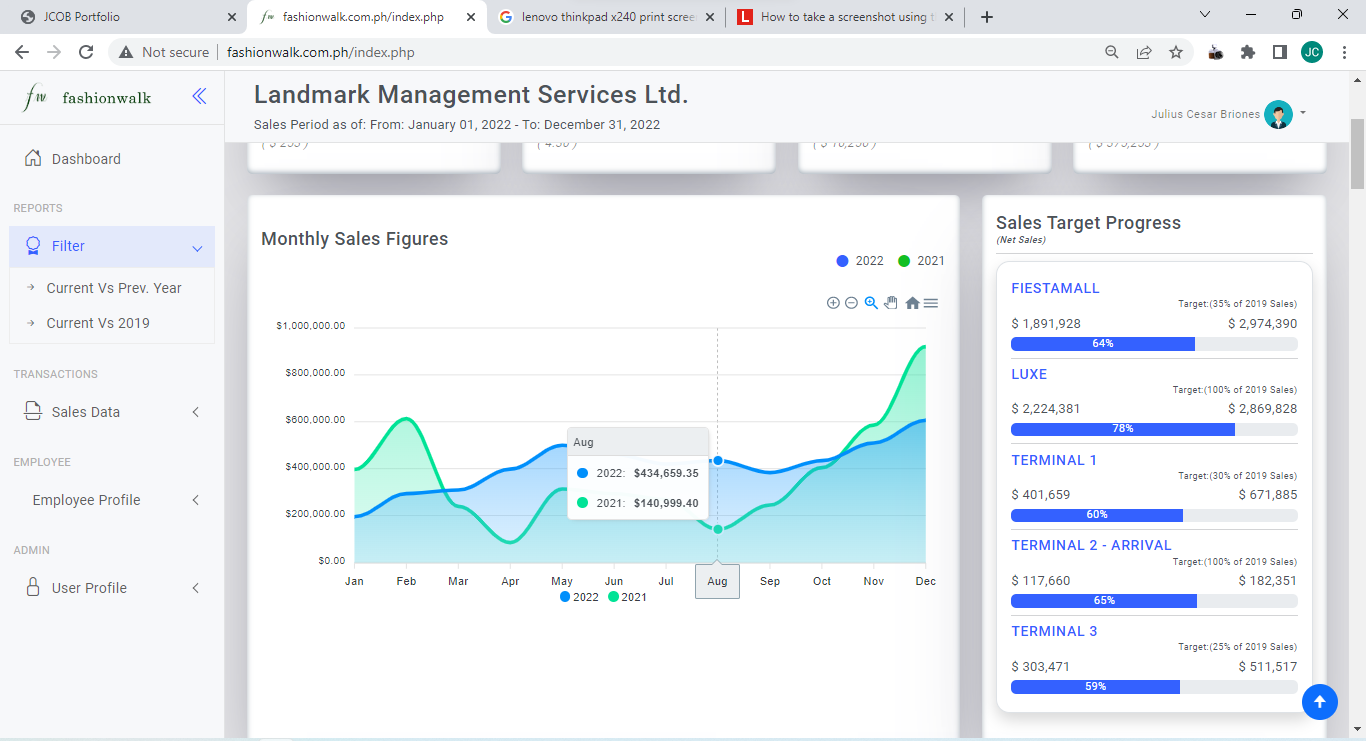 JCOB Portfolio
fashionwalk.com.ph/index.php
lenovo thinkpad x240 print scree
How to take a screenshot using t
Not secure
fashionwalk.com.ph/index.php
JC
fw fashionwalk
Landmark Management Services Ltd.
Sales Period as of: From: January 01, 2022 - To: December 31, 2022
Julius Cesar Briones
Dashboard
REPORTS
Filter
Current Vs Prev. Year
Current Vs 2019
TRANSACTIONS
Sales Data
EMPLOYEE
Employee Profile
ADMIN
User Profile
Monthly Sales Figures
2022 2021
$1,000,000.00
$800,000.00
$600,000.00
$400,000.00
$200,000.00
$0.00
Aug
2022: $434,659.35
2021: $140,999.40
Jan Feb Mar Apr May Jun Jul Aug Sep Oct Nov Dec
2022 2021
Sales Target Progress
(Net Sales)
FIESTAMALL
Target:(35% of 2019 Sales)
$ 1,891,928 $ 2,974,390
64%
LUXE
Target:(100% of 2019 Sales)
$ 2,224,381 $ 2,869,828
78%
TERMINAL 1
Target:(30% of 2019 Sales)
$ 401,659 $ 671,885
60%
TERMINAL 2 - ARRIVAL
Target:(100% of 2019 Sales)
$ 117,660 $ 182,351
65%
TERMINAL 3
Target:(25% of 2019 Sales)
$ 303,471 $ 511,517
59%